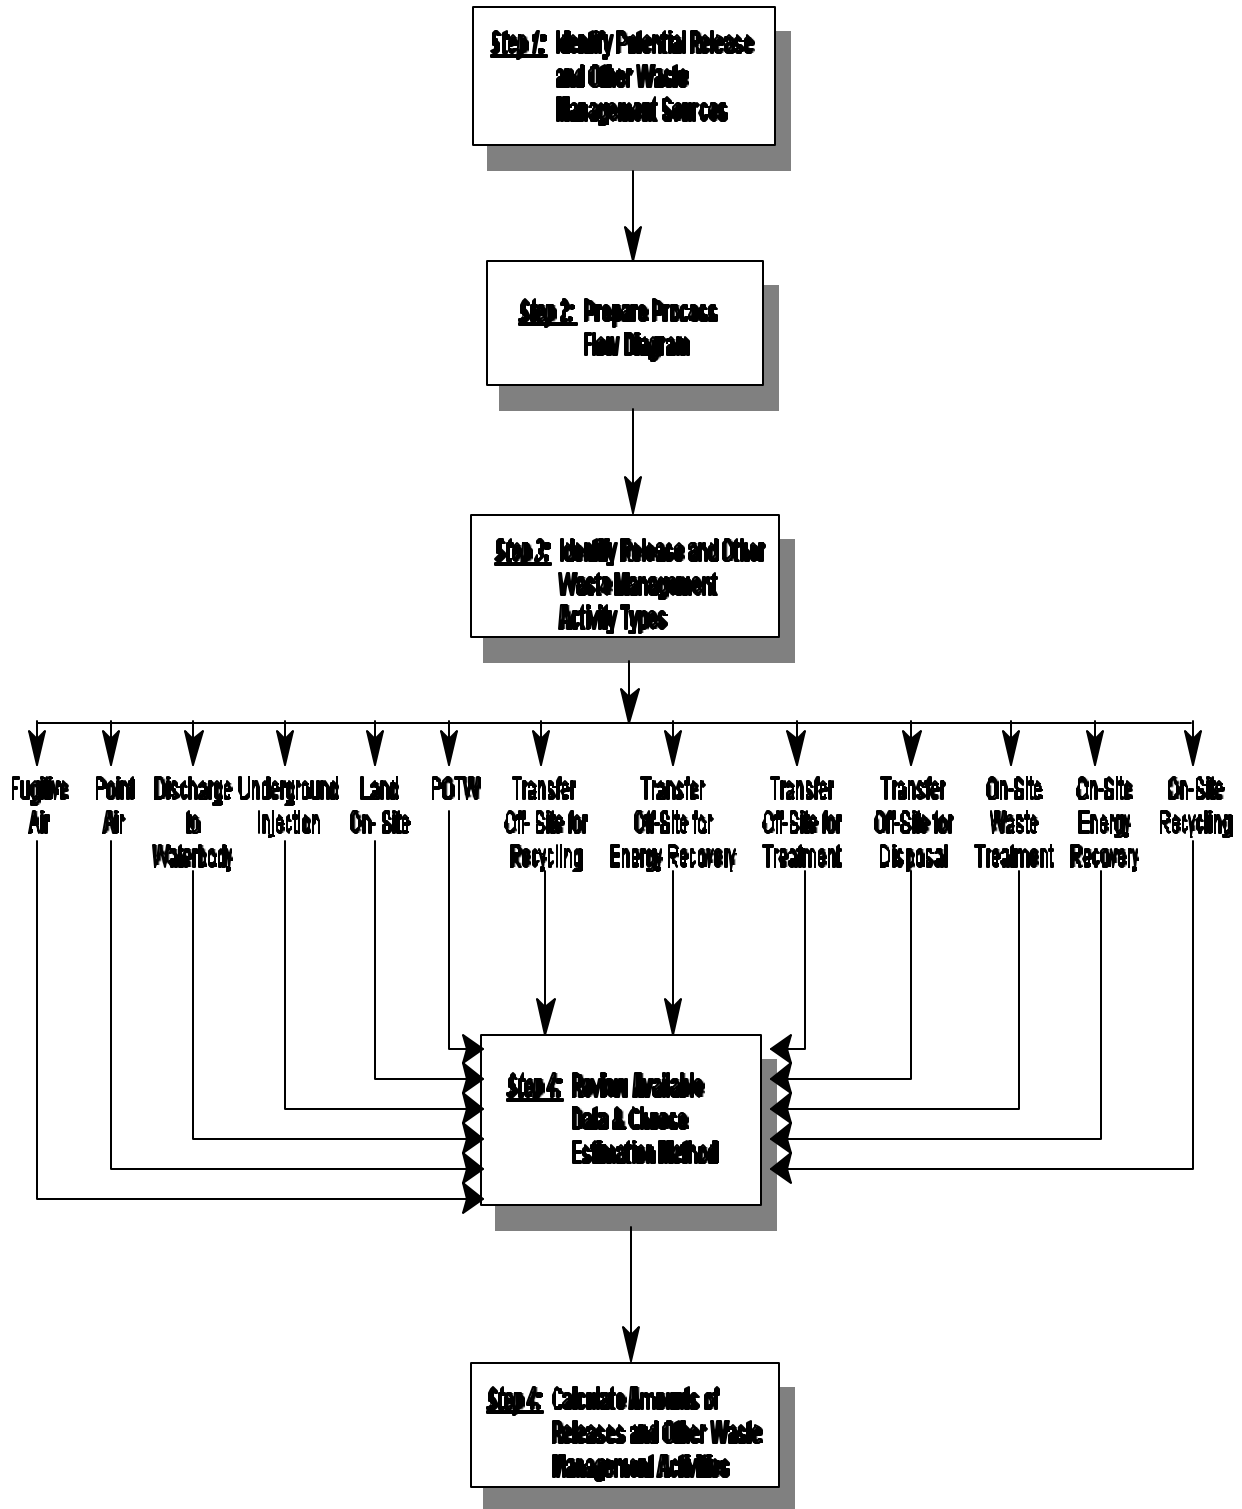 Step 1: Identify Potential Release
and Other Waste
Management Sources
Step 2: Prepare Process
Flow Diagram
Step 3: Identify Release and Other
Waste Management
Activity Types
Fugitive
Air
Point
Air
Discharge
to
Waterbody
Underground
Injection
Land
On-Site
POTW
Transfer
Off-Site for
Recycling
Transfer
Off-Site for
Energy Recovery
Transfer
Off-Site for
Treatment
Transfer
Off-Site for
Disposal
On-Site
Waste
Treatment
On-Site
Energy
Recovery
On-Site
Recycling
Step 4: Review Available
Data & Choose
Estimation Method
Step 4: Calculate Amounts of
Releases and Other Waste
Management Activities